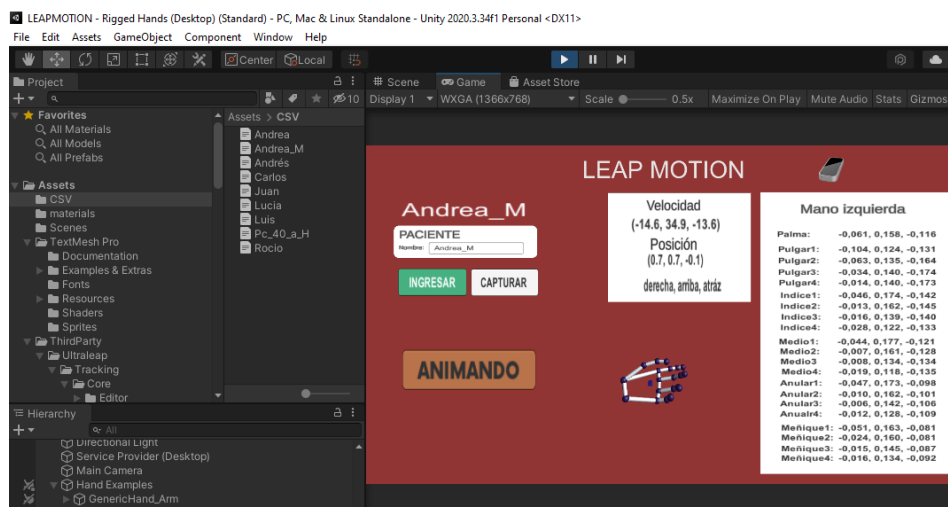 LEAPMOTION - Rigged Hands (Desktop) (Standard) - PC, Mac & Linux Standalone - Unity 2020.3.34f1 Personal <DX11>
File Edit Assets GameObject Component Window Help
Center Local
Project
10
Favorites
All Materials
All Models
All Prefabs
Assets
CSV
materials
Scenes
TextMesh Pro
Documentation
Examples & Extras
Fonts
Resources
Shaders
Sprites
ThirdParty
Ultraleap
Tracking
Core
Editor
Assets > CSV
Andrea
Andrea_M
Andrés
Carlos
Juan
Lucia
Luis
Pc_40_a_H
Rocio
Hierarchy
All
Directional Light
Service Provider (Desktop)
Main Camera
Hand Examples
GenericHand_Arm
Scene Game Asset Store
Display 1 WXGA (1366x768) Scale 0.5x Maximize On Play Mute Audio Stats Gizmos
LEAP MOTION
Andrea_M
PACIENTE
Nombre: Andrea_M
INGRESAR CAPTURAR
ANIMANDO
Velocidad
(-14.6, 34.9, -13.6)
Posición
(0.7, 0.7, -0.1)
derecha, arriba, atráz
Mano izquierda
Palma: -0,061, 0,158, -0,116
Pulgar1: -0,104, 0,124, -0,131
Pulgar2: -0,063, 0,135, -0,164
Pulgar3: -0,034, 0,140, -0,174
Pulgar4: -0,014, 0,140, -0,173
Indice1: -0,046, 0,174, -0,142
Indice2: -0,013, 0,162, -0,145
Indice3: -0,016, 0,139, -0,140
Indice4: -0,028, 0,122, -0,133
Medio1: -0,044, 0,177, -0,121
Medio2: -0,007, 0,161, -0,128
Medio3 -0,008, 0,134, -0,134
Medio4: -0,019, 0,118, -0,135
Anular1: -0,047, 0,173, -0,098
Anular2: -0,010, 0,162, -0,101
Anular3: -0,006, 0,142, -0,106
Anualr4: -0,012, 0,128, -0,109
Meñique1: -0,051, 0,163, -0,081
Meñique2: -0,024, 0,160, -0,081
Meñique3: -0,015, 0,145, -0,087
Meñique4: -0,016, 0,134, -0,092